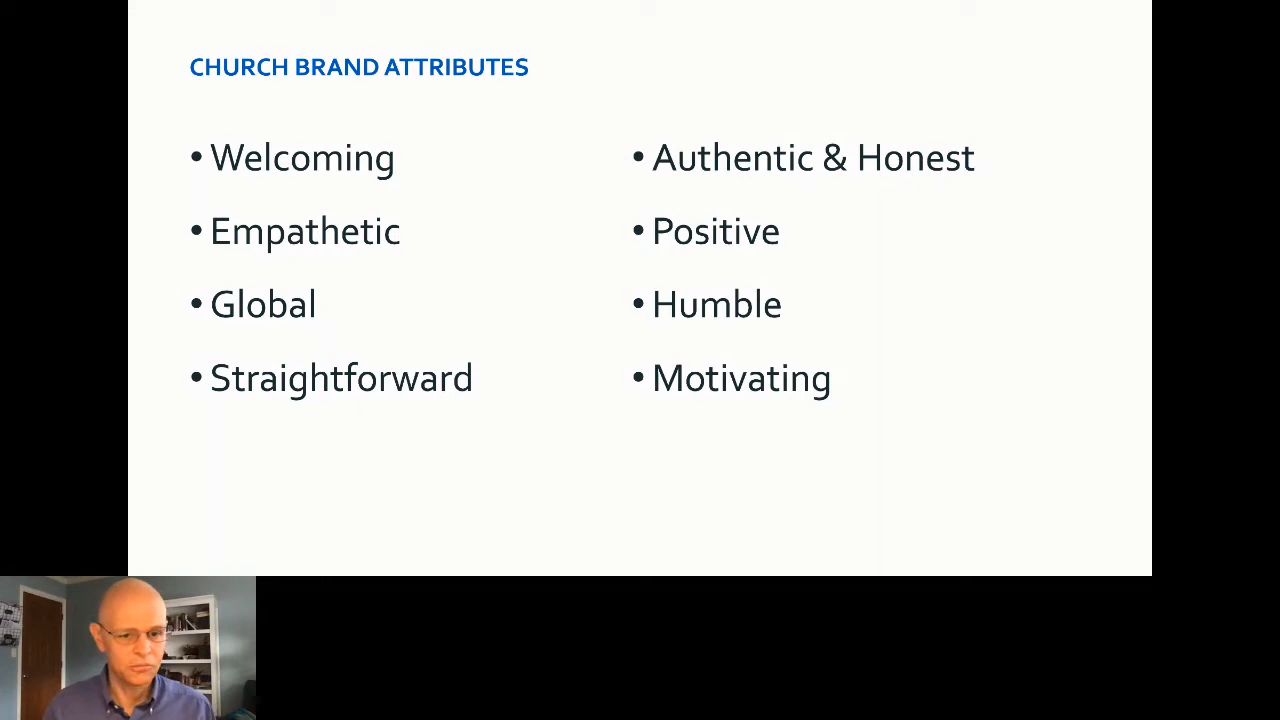 CHURCH BRAND ATTRIBUTES
• Welcoming
• Empathetic
• Global
• Straightforward
• Authentic & Honest
• Positive
• Humble
• Motivating